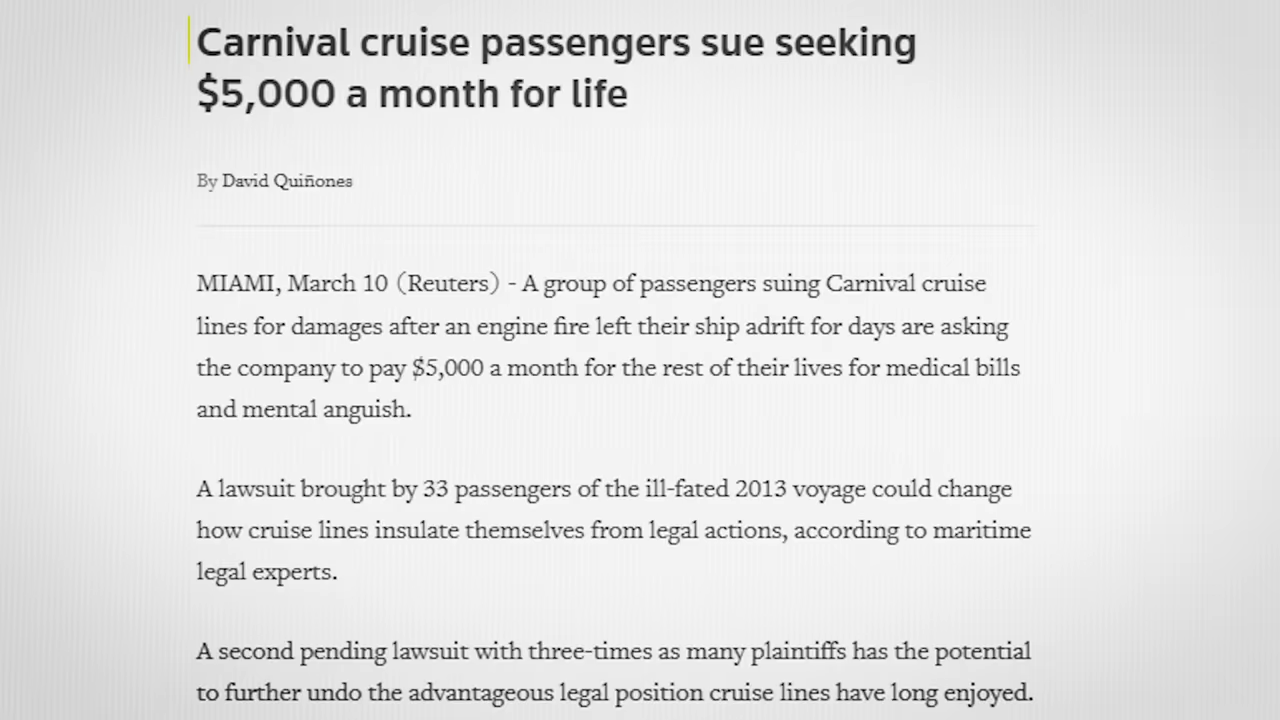 Carnival cruise passengers sue seeking
$5,000 a month for life
By David Quiñones
MIAMI, March 10 (Reuters) - A group of passengers suing Carnival cruise
lines for damages after an engine fire left their ship adrift for days are asking
the company to pay $5,000 a month for the rest of their lives for medical bills
and mental anguish.
A lawsuit brought by 33 passengers of the ill-fated 2013 voyage could change
how cruise lines insulate themselves from legal actions, according to maritime
legal experts.
A second pending lawsuit with three-times as many plaintiffs has the potential
to further undo the advantageous legal position cruise lines have long enjoyed.